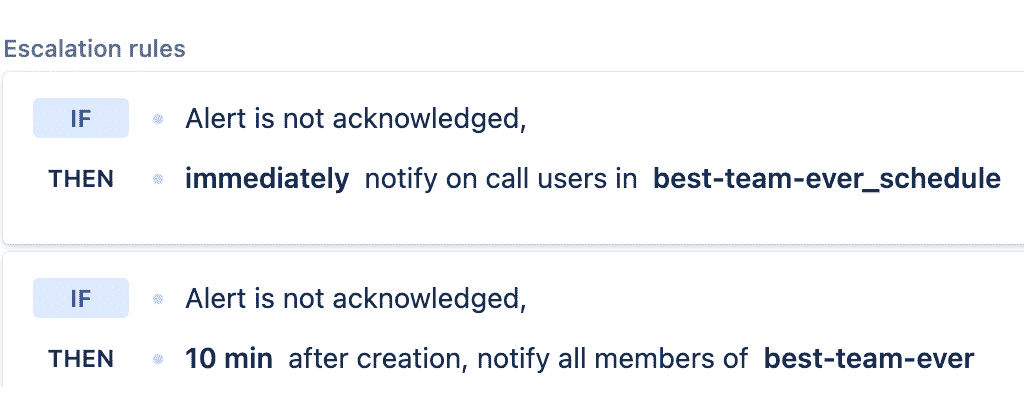 Escalation rules
IF Alert is not acknowledged,
THEN immediately notify on call users in best-team-ever_schedule
IF Alert is not acknowledged,
THEN 10 min after creation, notify all members of best-team-ever